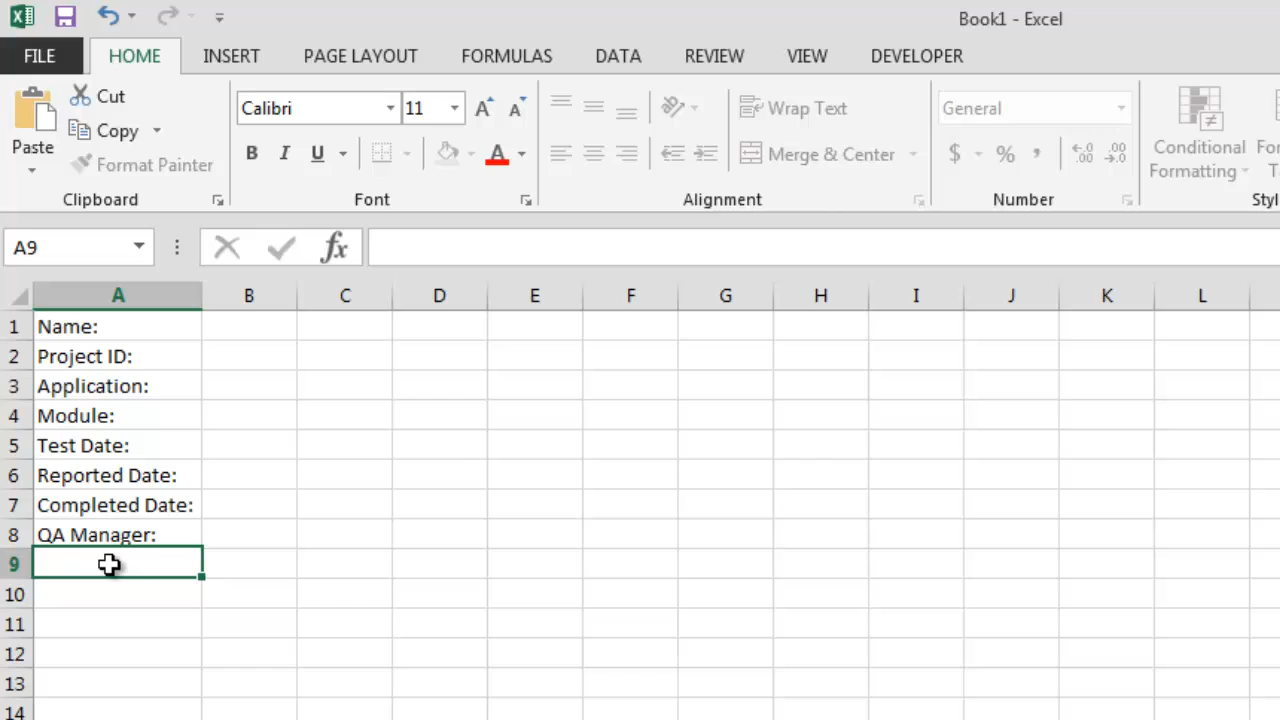 Book1 - Excel
FILE HOME INSERT PAGE LAYOUT FORMULAS DATA REVIEW VIEW DEVELOPER
Paste
Cut
Copy
Format Painter
Clipboard
Calibri 11
B I U A
Font
Wrap Text
Merge & Center
Alignment
General
$ % ,
Number
Conditional
Formatting
A9
fx
A B C D E F G H I J K L
1 Name:
2 Project ID:
3 Application:
4 Module:
5 Test Date:
6 Reported Date:
7 Completed Date:
8 QA Manager:
9
10
11
12
13
14